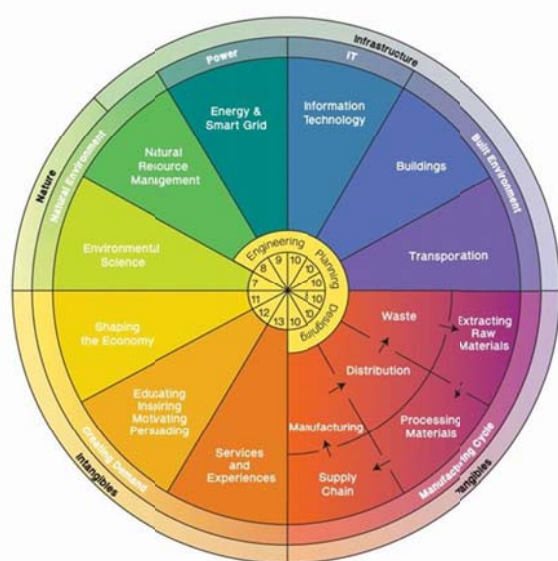 Infrastructure
Power
IT
Nature
Natural Environment
Built Environment
Energy &
Smart Grid
Information
Technology
Natural
Resource
Management
Buildings
Environmental
Science
Transporation
Engineering
Planning
Designing
9
10
10
8
10
7
10
11
10
12
10
13
10
Shaping
the Economy
Waste
Extracting
Raw
Materials
Distribution
Educating
Inspiring
Motivating
Persuading
Manufacturing
Processing
Materials
Services
and
Experiences
Supply
Chain
Creating Demand
Intangibles
Manufacturing Cycle
angibles